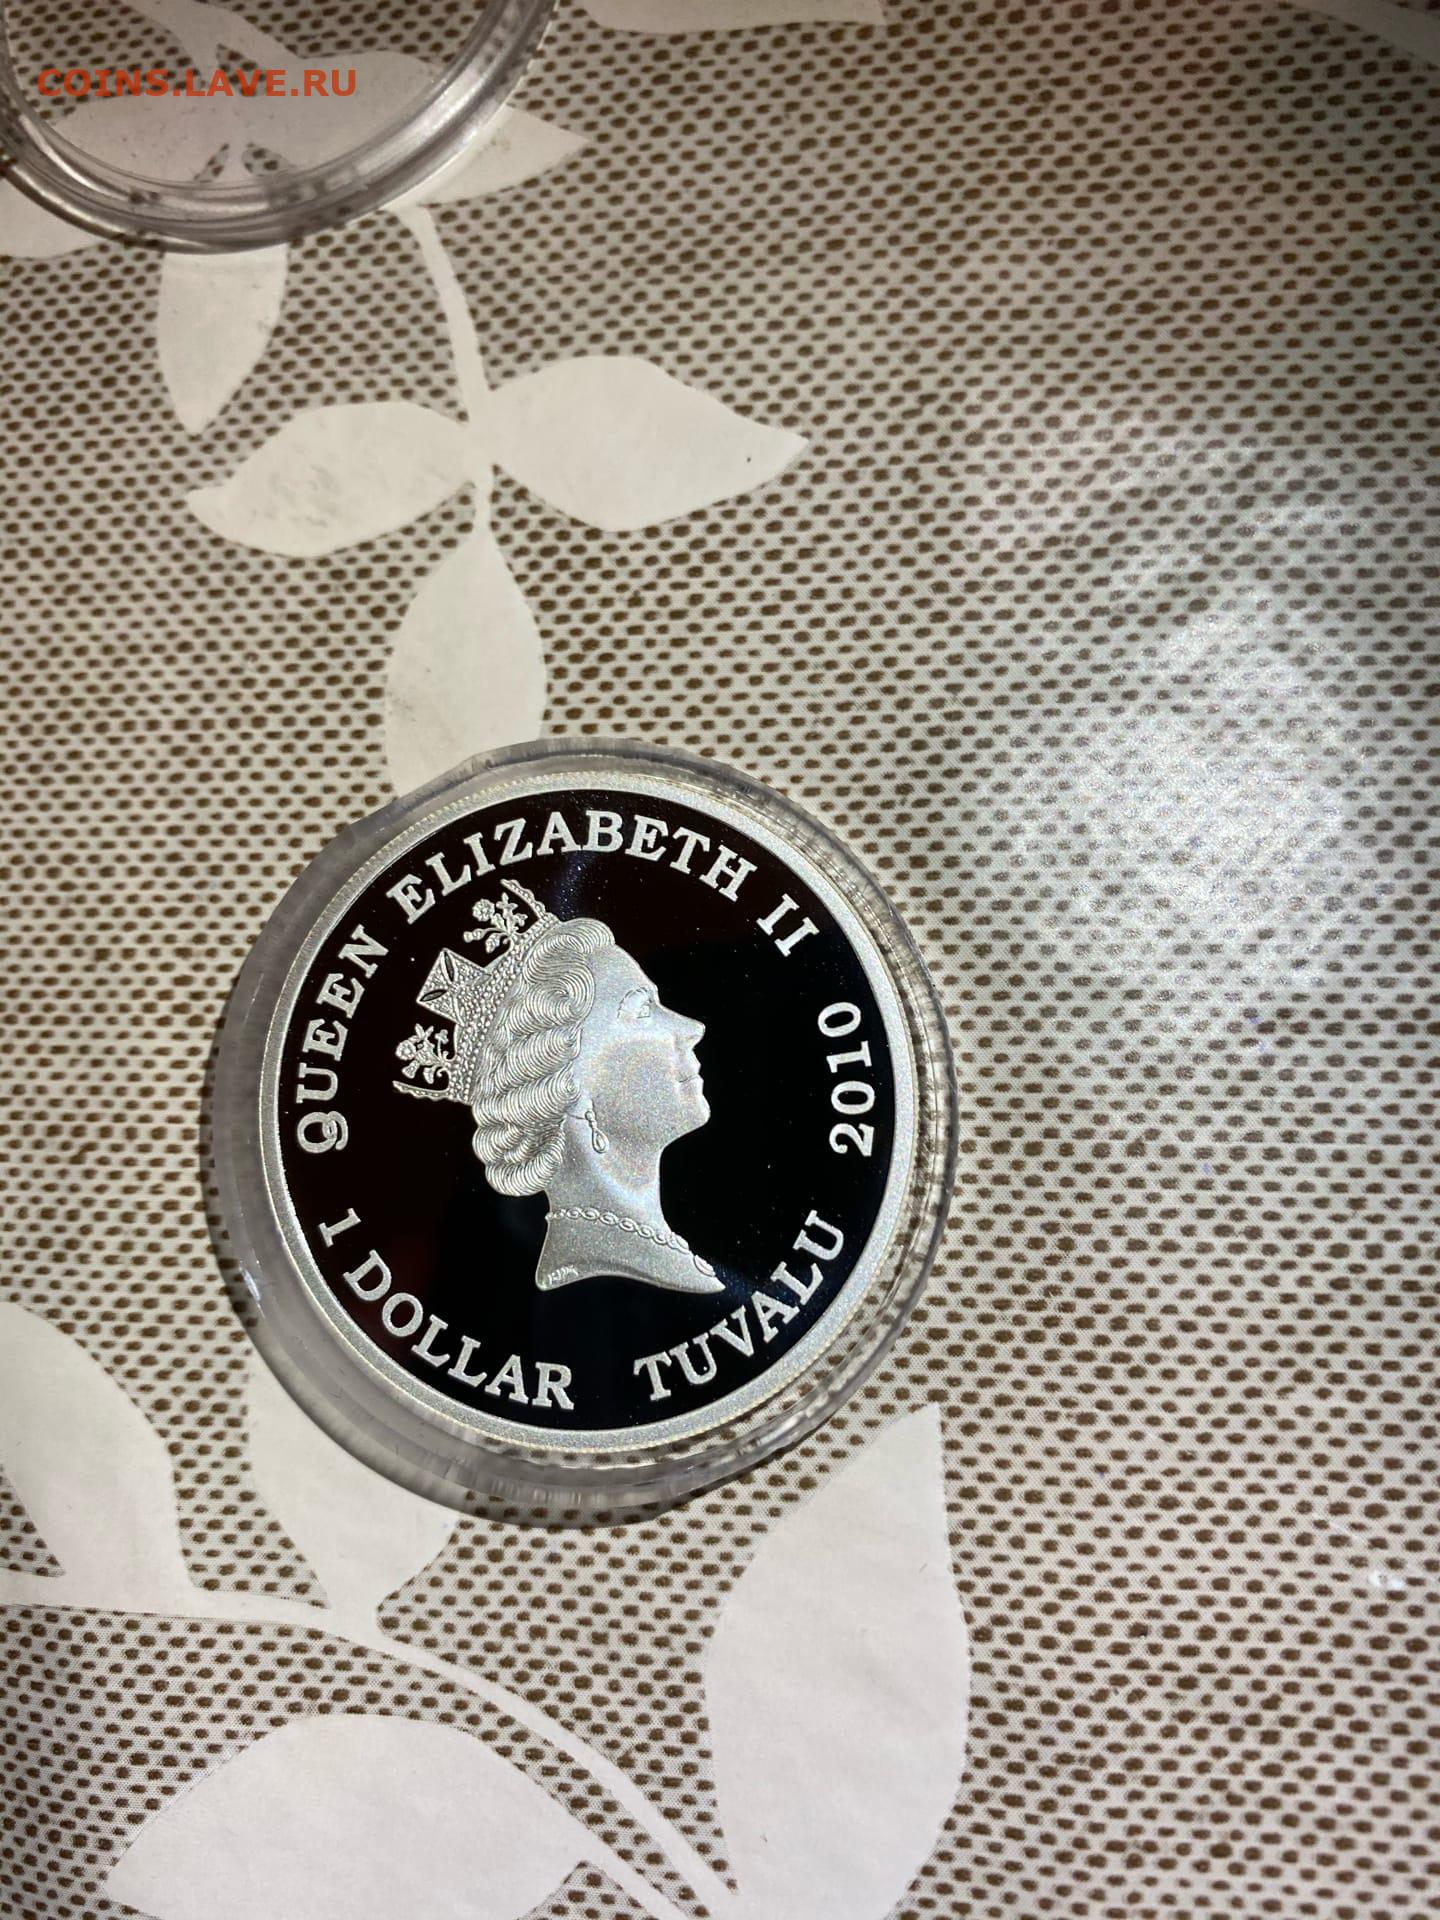 COINS.LAVE.RU
QUEEN ELIZABETH II 2010
1 DOLLAR TUVALU